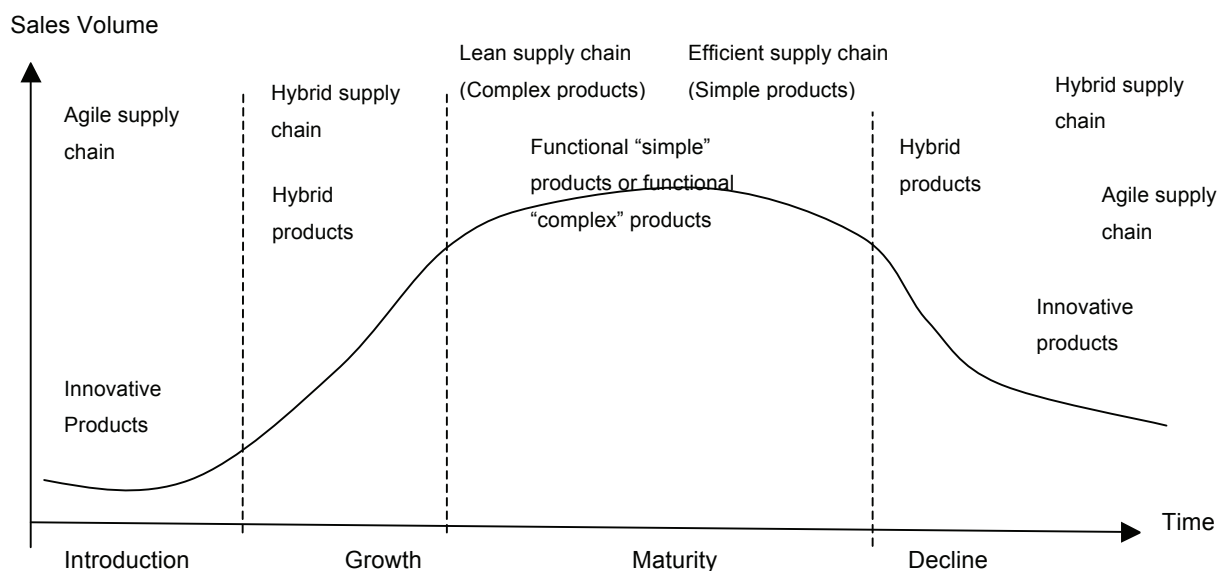 Sales Volume
Agile supply
chain
Innovative
Products
Hybrid supply
chain
Hybrid
products
Lean supply chain
(Complex products)
Efficient supply chain
(Simple products)
Functional “simple”
products or functional
“complex” products
Hybrid
products
Hybrid supply
chain
Agile supply
chain
Innovative
products
Time
Introduction
Growth
Maturity
Decline